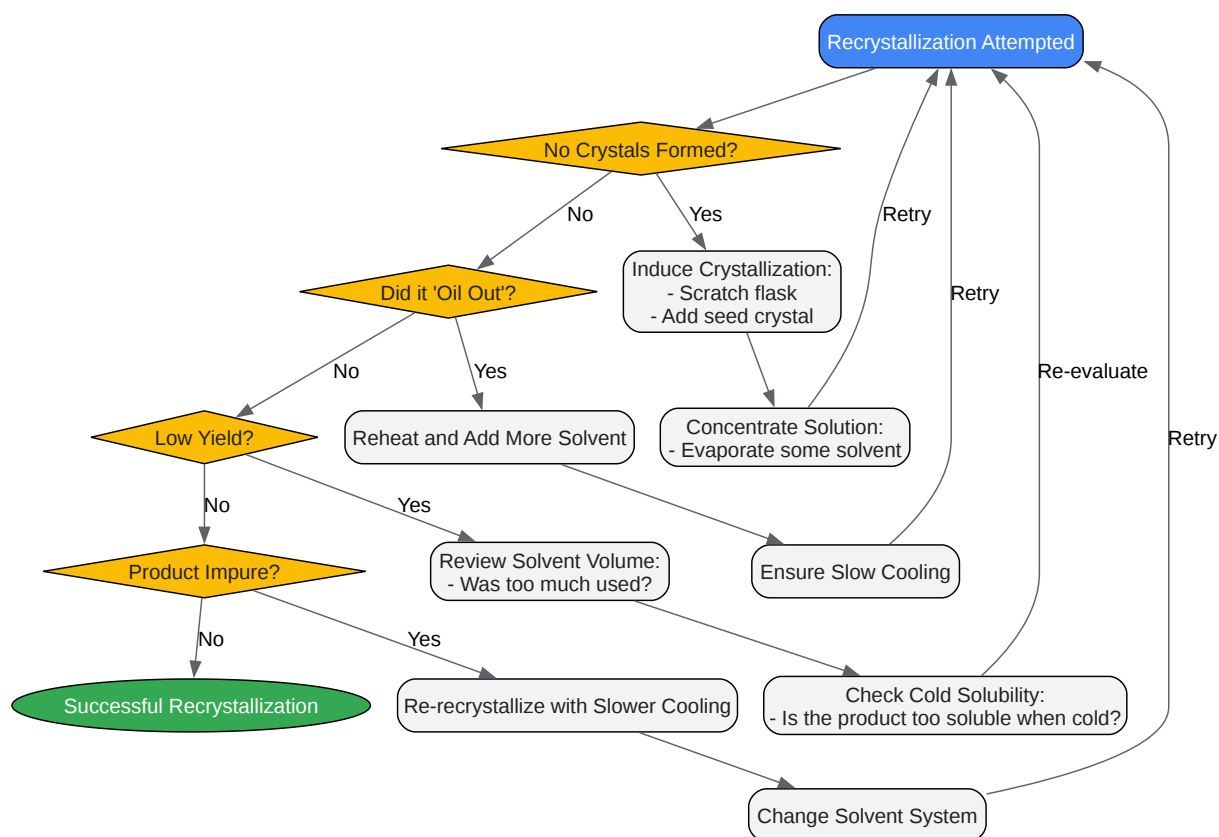 Recrystallization Attempted
No Crystals Formed?
No
Yes
Retry
Induce Crystallization:
- Scratch flask
- Add seed crystal
Did it 'Oil Out'?
Retry
No
Yes
Re-evaluate
Concentrate Solution:
- Evaporate some solvent
Reheat and Add More Solvent
Low Yield?
Retry
No
Yes
Review Solvent Volume:
- Was too much used?
Ensure Slow Cooling
Product Impure?
No
Yes
Successful Recrystallization
Re-recrystallize with Slower Cooling
Check Cold Solubility:
- Is the product too soluble when cold?
Change Solvent System